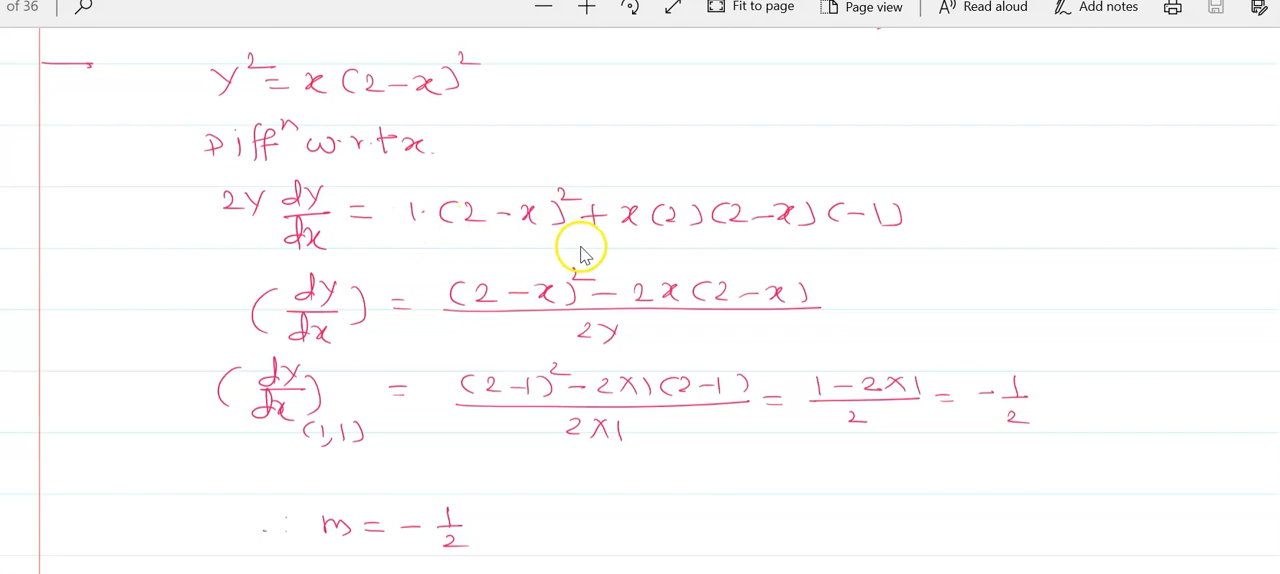 of 36 Fit to page Page view Read aloud Add notes
y² = x(2-x)²
Diffⁿ w.r.t x.
2y dy/dx = 1.(2-x)² + x(2)(2-x)(-1)
(dy/dx) = (2-x)² - 2x(2-x) / 2y
(dy/dx)(1,1) = (2-1)² - 2×1(2-1) / 2×1 = 1-2×1 / 2 = -1/2
∴ m = -1/2